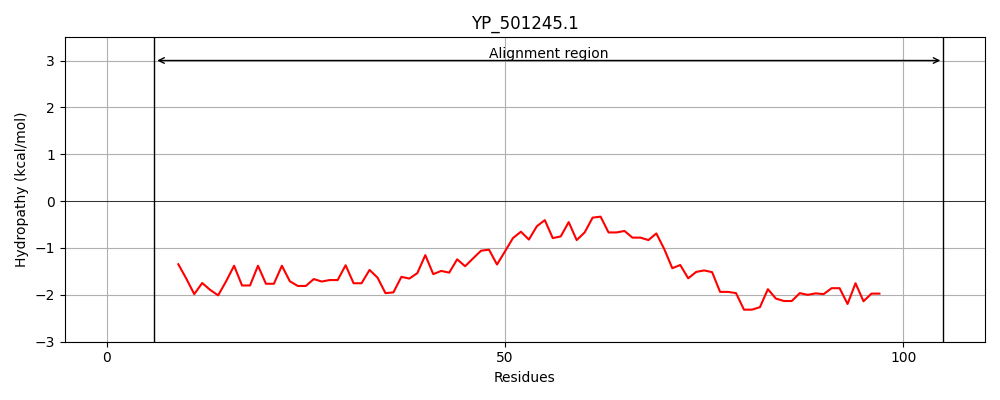 YP_501245.1
Alignment region
Hydropathy (kcal/mol)
3
2
1
0
−1
−2
−3
0 50 100
Residues